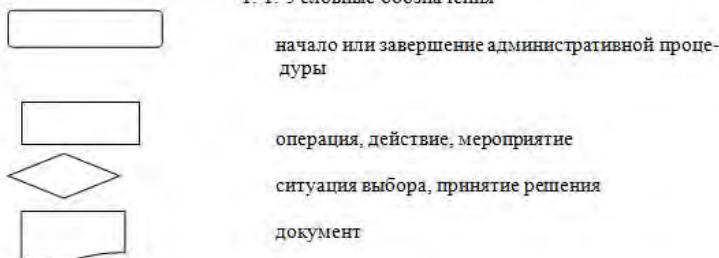 начало или завершение административной проце-
дуры
операция, действие, мероприятие
ситуация выбора, принятие решения
документ